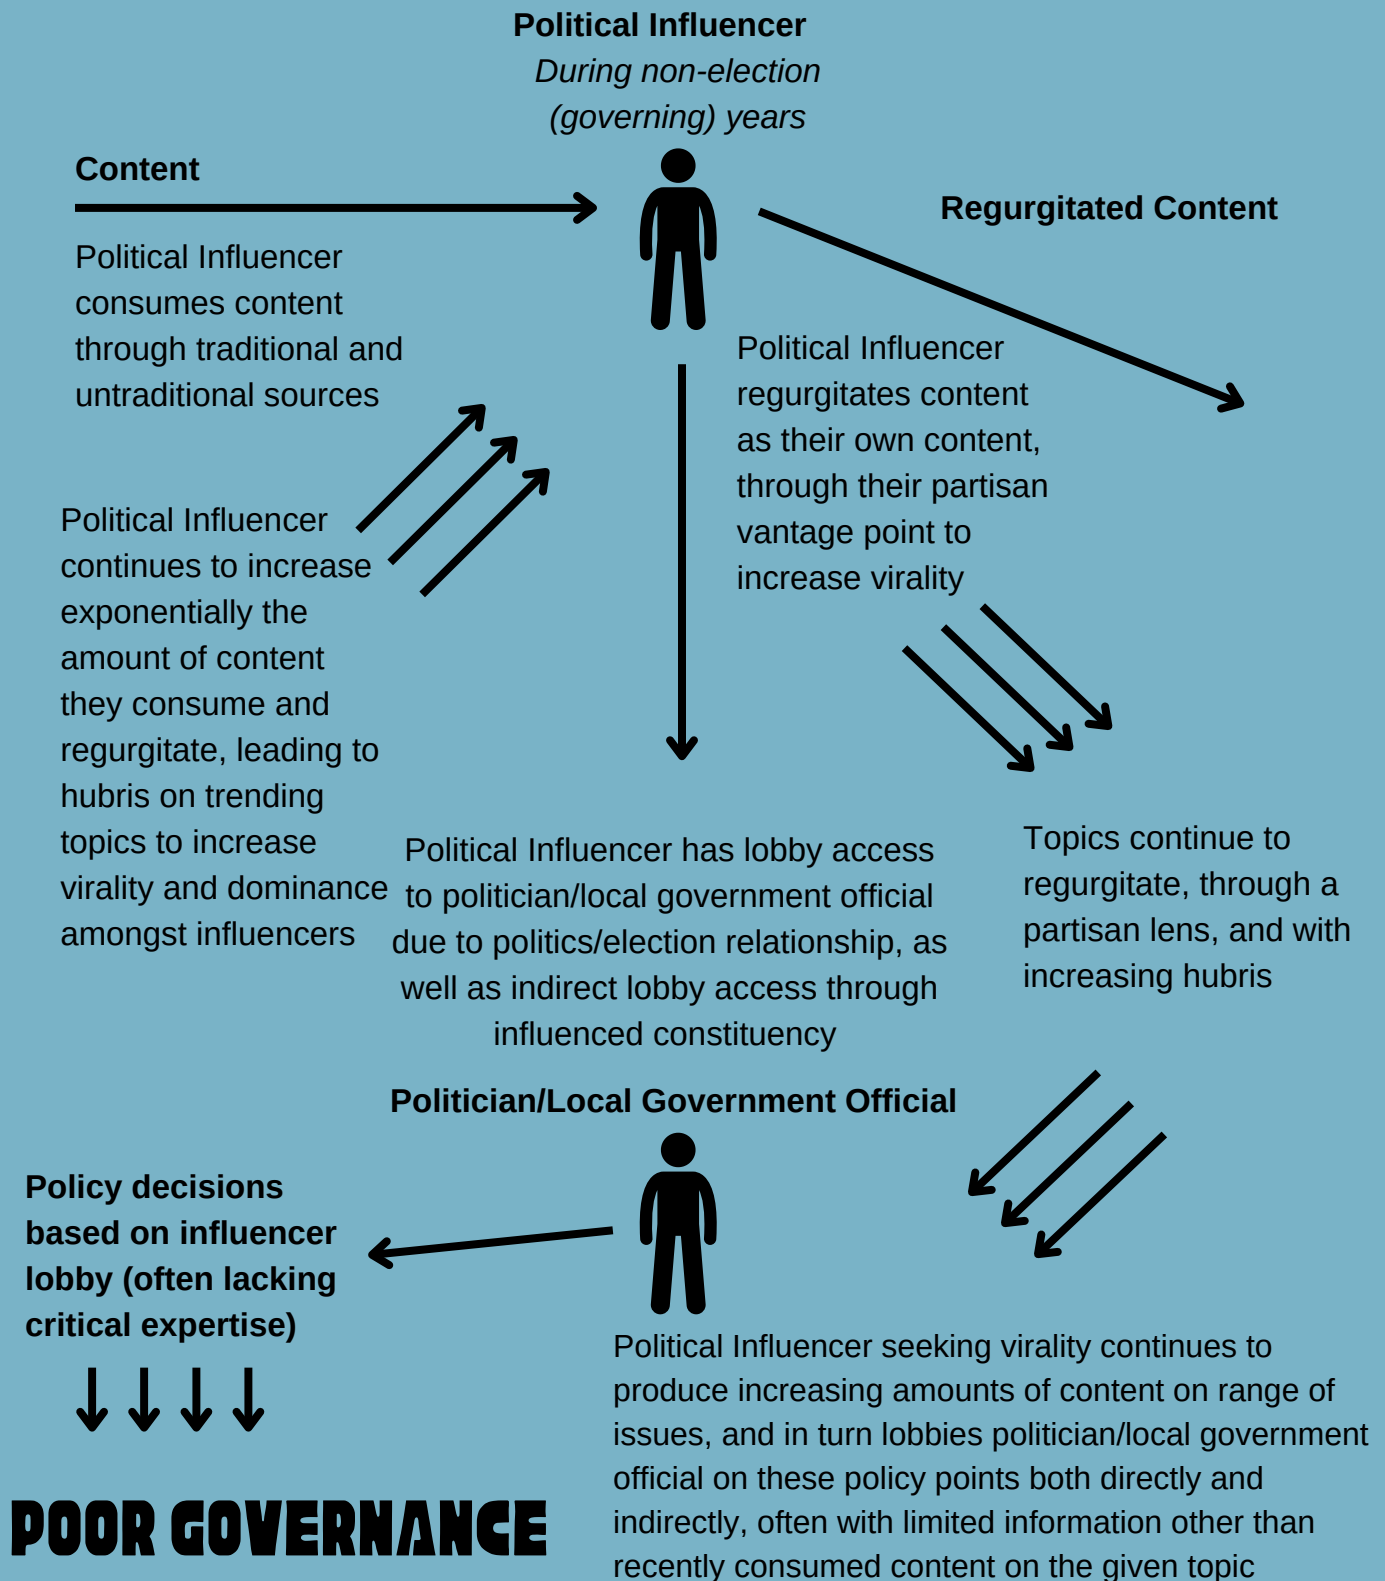 Political Influencer
During non-election
(governing) years
Content
Political Influencer
consumes content
through traditional and
untraditional sources
Regurgitated Content
Political Influencer
regurgitates content
as their own content,
through their partisan
vantage point to
increase virality
Political Influencer
continues to increase
exponentially the
amount of content
they consume and
regurgitate, leading to
hubris on trending
topics to increase
virality and dominance
amongst influencers
Political Influencer has lobby access
to politician/local government official
due to politics/election relationship, as
well as indirect lobby access through
influenced constituency
Topics continue to
regurgitate, through a
partisan lens, and with
increasing hubris
Politician/Local Government Official
Policy decisions
based on influencer
lobby (often lacking
critical expertise)
Political Influencer seeking virality continues to
produce increasing amounts of content on range of
issues, and in turn lobbies politician/local government
official on these policy points both directly and
indirectly, often with limited information other than
recently consumed content on the given topic
POOR GOVERNANCE